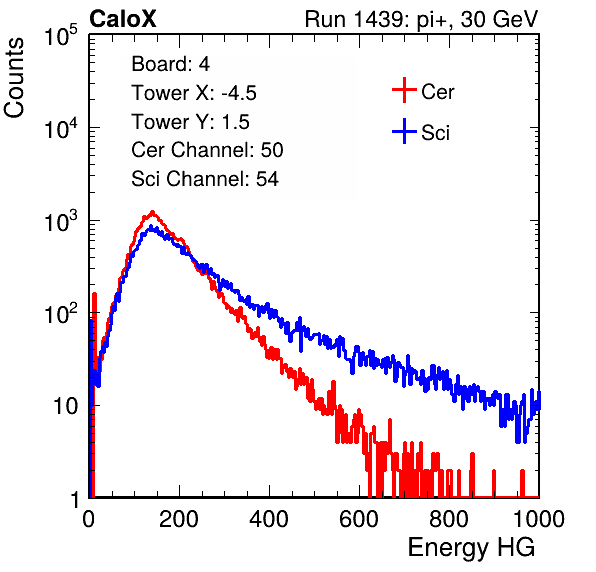 CaloX Run 1439: pi+, 30 GeV
Counts
Board: 4
Tower X: -4.5
Tower Y: 1.5
Cer Channel: 50
Sci Channel: 54
Cer
Sci
10^5
10^4
10^3
10^2
10
1
0 200 400 600 800 1000
Energy HG